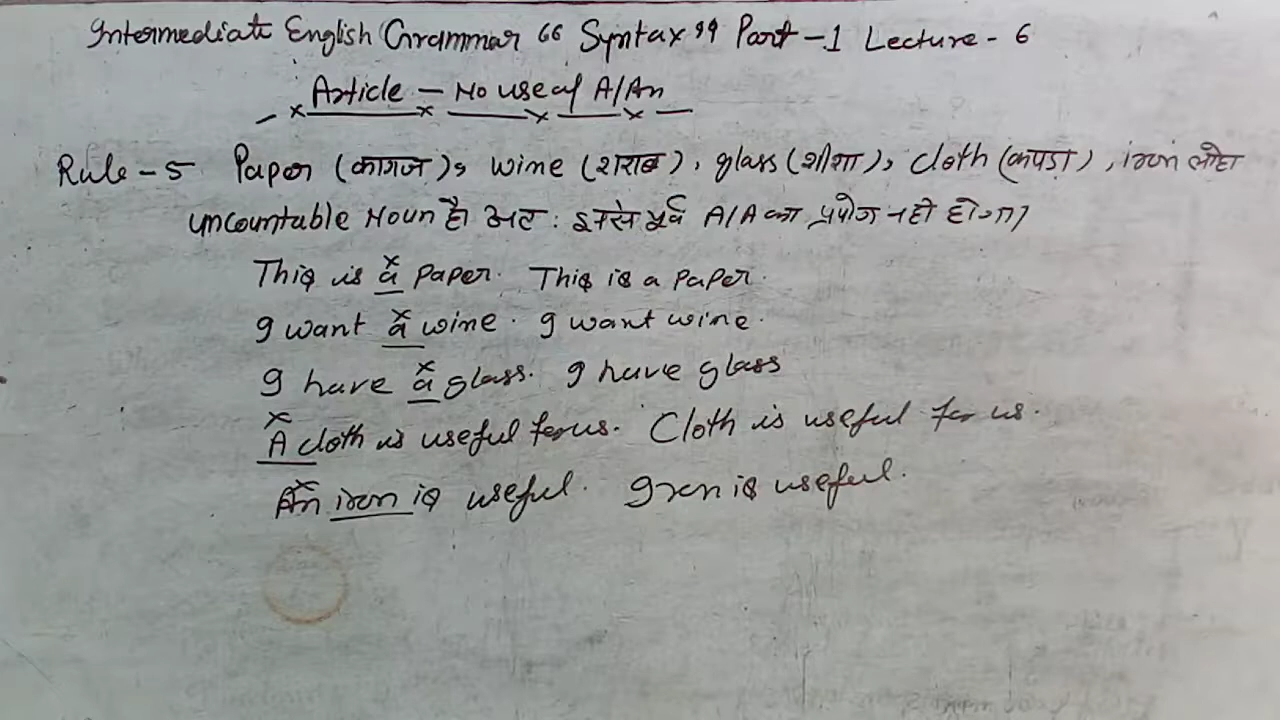 Intermediate English Grammar 66 Syntax 99 Part-1 Lecture-6
Article - No use of A/An
Rule-5 Paper (कागज), wine (शराब), glass (शीशा), cloth (कपडा), iron लोहा
uncountable Noun है अत: इससे पूर्व A/A का प्रयोग नही होगा
This is a paper. This is a paper.
I want a wine. I want wine.
I have a glass. I have glass
A cloth is useful for us. Cloth is useful for us.
An iron is useful. Iron is useful.